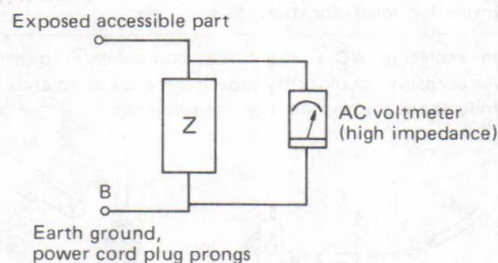 Exposed accessible part
Z
AC voltmeter
(high impedance)
B
Earth ground,
power cord plug prongs